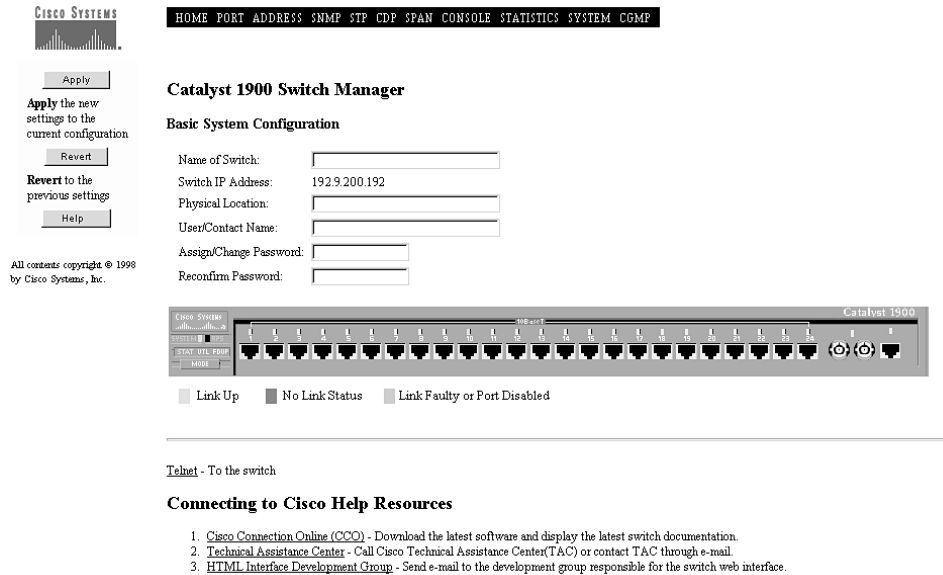 CISCO SYSTEMS
HOME PORT ADDRESS SNMP STP CDP SPAN CONSOLE STATISTICS SYSTEM CGMP
Apply
Apply the new
settings to the
current configuration
Revert
Revert to the
previous settings
Help
All contents copyright © 1998
by Cisco Systems, Inc.
Catalyst 1900 Switch Manager
Basic System Configuration
Name of Switch:
Switch IP Address: 192.9.200.192
Physical Location:
User/Contact Name:
Assign/Change Password:
Reconfirm Password:
CISCO SYSTEMS
10BaseT
Catalyst 1900
SYSTEM RPS
STAT UTL FDUP
MODE
1 2 3 4 5 6 7 8 9 10 11 12 13 14 15 16 17 18 19 20 21 22 23 24
Link Up No Link Status Link Faulty or Port Disabled
Telnet - To the switch
Connecting to Cisco Help Resources
1. Cisco Connection Online (CCO) - Download the latest software and display the latest switch documentation.
2. Technical Assistance Center - Call Cisco Technical Assistance Center(TAC) or contact TAC through e-mail.
3. HTML Interface Development Group - Send e-mail to the development group responsible for the switch web interface.